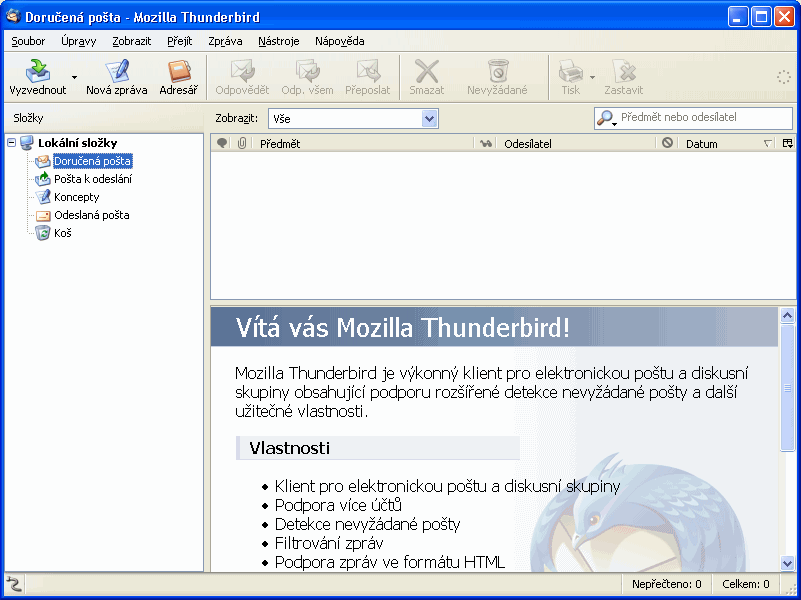 Doručená pošta - Mozilla Thunderbird
Soubor Úpravy Zobrazit Přejít Zpráva Nástroje Nápověda
Vyzvednout Nová zpráva Adresář Odpovědět Odp. všem Přeposlat Smazat Nevyžádané Tisk Zastavit
Složky
Zobrazit: Vše Předmět nebo odesílatel
Předmět Odesílatel Datum
Lokální složky
Doručená pošta
Pošta k odeslání
Koncepty
Odeslaná pošta
Koš
Vítá vás Mozilla Thunderbird!
Mozilla Thunderbird je výkonný klient pro elektronickou poštu a diskusní
skupiny obsahující podporu rozšířené detekce nevyžádané pošty a další
užitečné vlastnosti.
Vlastnosti
• Klient pro elektronickou poštu a diskusní skupiny
• Podpora více účtů
• Detekce nevyžádané pošty
• Filtrování zpráv
• Podpora zpráv ve formátu HTML
Nepřečteno: 0 Celkem: 0